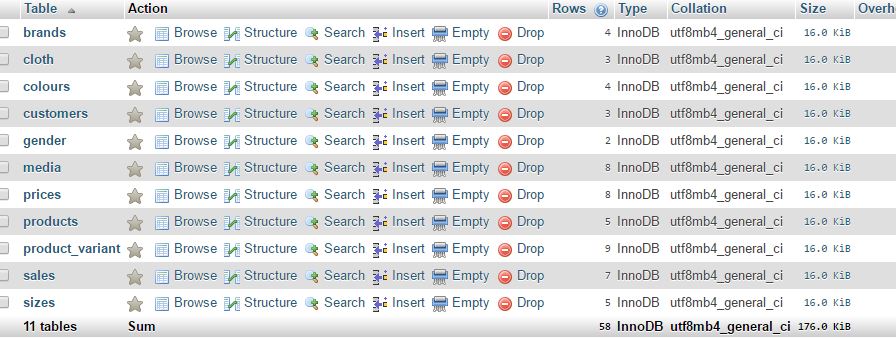 Table Action Rows Type Collation Size Overh
brands Browse Structure Search Insert Empty Drop 4 InnoDB utf8mb4_general_ci 16.0 KiB
cloth Browse Structure Search Insert Empty Drop 3 InnoDB utf8mb4_general_ci 16.0 KiB
colours Browse Structure Search Insert Empty Drop 4 InnoDB utf8mb4_general_ci 16.0 KiB
customers Browse Structure Search Insert Empty Drop 3 InnoDB utf8mb4_general_ci 16.0 KiB
gender Browse Structure Search Insert Empty Drop 2 InnoDB utf8mb4_general_ci 16.0 KiB
media Browse Structure Search Insert Empty Drop 8 InnoDB utf8mb4_general_ci 16.0 KiB
prices Browse Structure Search Insert Empty Drop 8 InnoDB utf8mb4_general_ci 16.0 KiB
products Browse Structure Search Insert Empty Drop 5 InnoDB utf8mb4_general_ci 16.0 KiB
product_variant Browse Structure Search Insert Empty Drop 9 InnoDB utf8mb4_general_ci 16.0 KiB
sales Browse Structure Search Insert Empty Drop 7 InnoDB utf8mb4_general_ci 16.0 KiB
sizes Browse Structure Search Insert Empty Drop 5 InnoDB utf8mb4_general_ci 16.0 KiB
11 tables Sum 58 InnoDB utf8mb4_general_ci 176.0 KiB